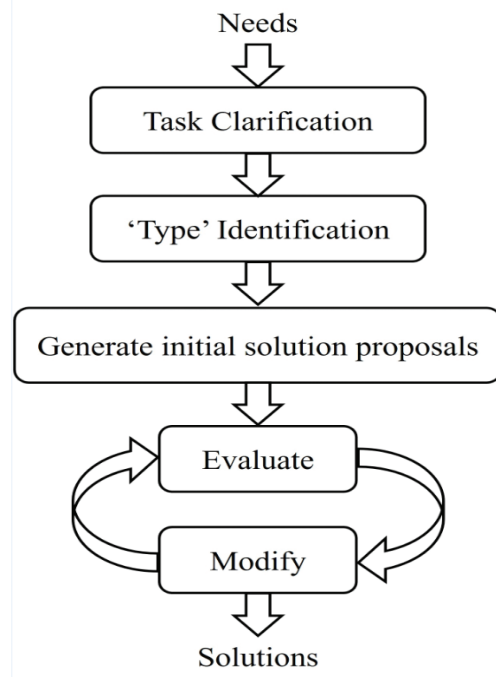 Needs
Task Clarification
‘Type’ Identification
Generate initial solution proposals
Evaluate
Modify
Solutions